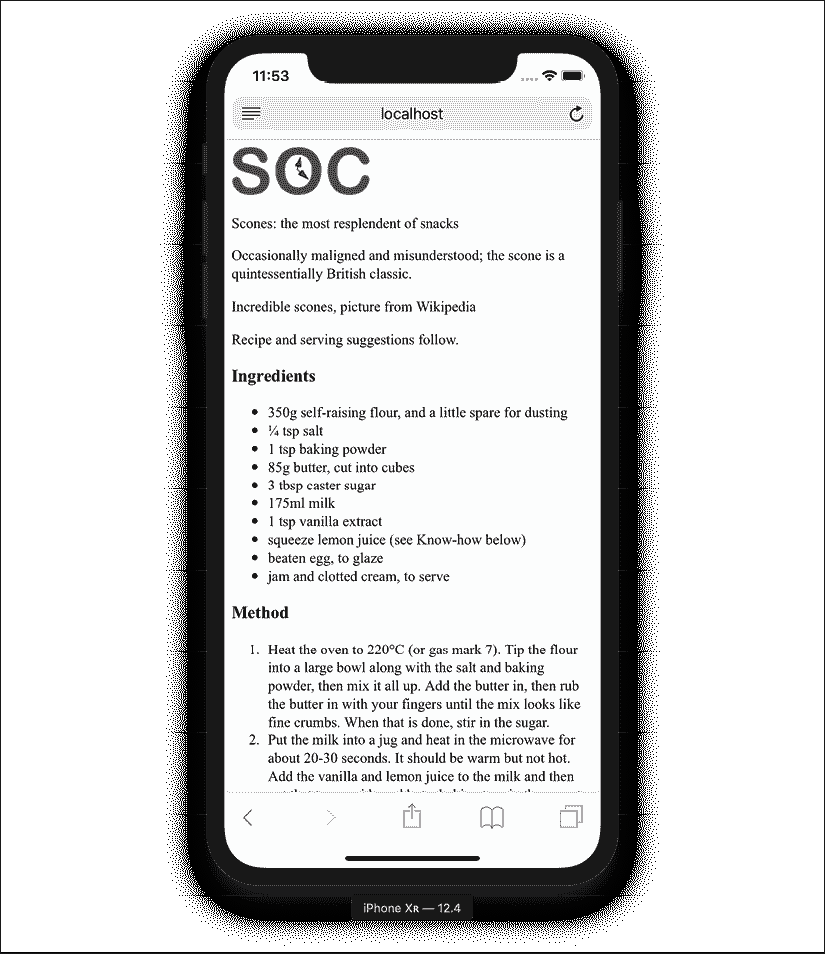 11:53
localhost
SOC
Scones: the most resplendent of snacks
Occasionally maligned and misunderstood; the scone is a
quintessentially British classic.
Incredible scones, picture from Wikipedia
Recipe and serving suggestions follow.
Ingredients
• 350g self-raising flour, and a little spare for dusting
• ¼ tsp salt
• 1 tsp baking powder
• 85g butter, cut into cubes
• 3 tbsp caster sugar
• 175ml milk
• 1 tsp vanilla extract
• squeeze lemon juice (see Know-how below)
• beaten egg, to glaze
• jam and clotted cream, to serve
Method
1. Heat the oven to 220°C (or gas mark 7). Tip the flour
into a large bowl along with the salt and baking
powder, then mix it all up. Add the butter in, then rub
the butter in with your fingers until the mix looks like
fine crumbs. When that is done, stir in the sugar.
2. Put the milk into a jug and heat in the microwave for
about 20-30 seconds. It should be warm but not hot.
Add the vanilla and lemon juice to the milk and then
iPhone Xʀ — 12.4